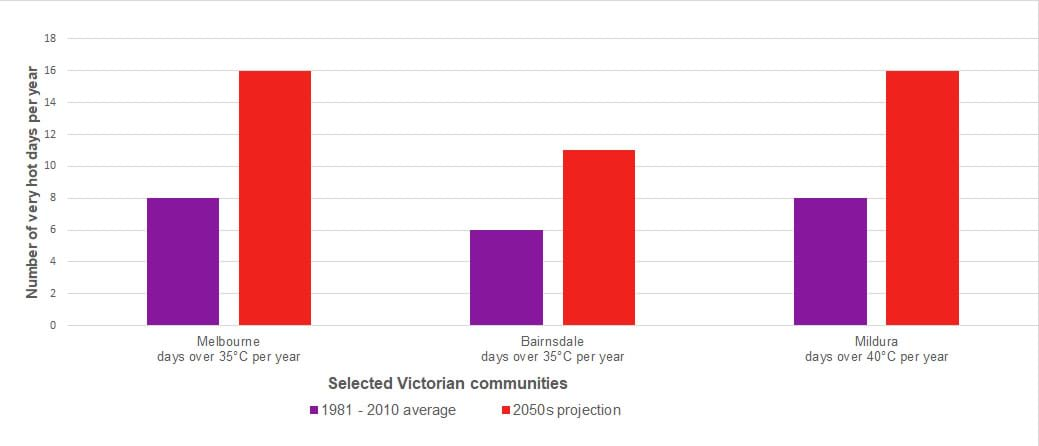 Number of very hot days per year
18
16
14
12
10
8
6
4
2
0
Melbourne
days over 35°C per year
Bairnsdale
days over 35°C per year
Mildura
days over 40°C per year
Selected Victorian communities
1981 - 2010 average
2050s projection